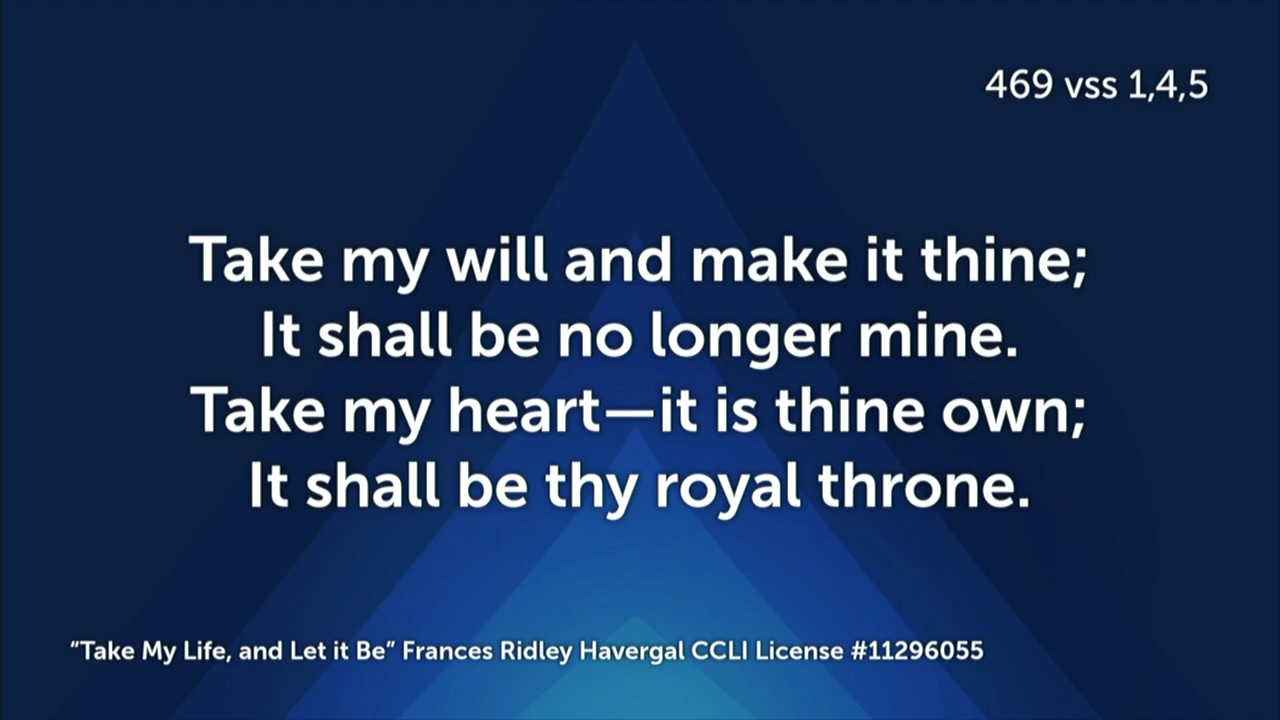 469 vss 1,4,5
Take my will and make it thine;
It shall be no longer mine.
Take my heart—it is thine own;
It shall be thy royal throne.
“Take My Life, and Let it Be” Frances Ridley Havergal CCLI License #11296055